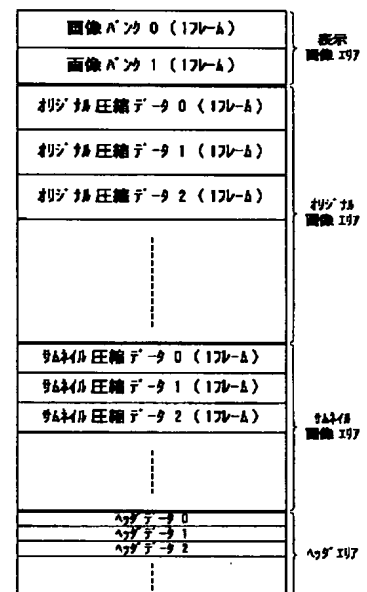 画像バンク 0 (1フレーム)
画像バンク 1 (1フレーム)
表示
画像 エリア
オリジナル圧縮データ 0 (1フレーム)
オリジナル圧縮データ 1 (1フレーム)
オリジナル圧縮データ 2 (1フレーム)
オリジナル
画像 エリア
サムネイル圧縮データ 0 (1フレーム)
サムネイル圧縮データ 1 (1フレーム)
サムネイル圧縮データ 2 (1フレーム)
サムネイル
画像 エリア
ヘッダデータ 0
ヘッダデータ 1
ヘッダデータ 2
ヘッダ エリア